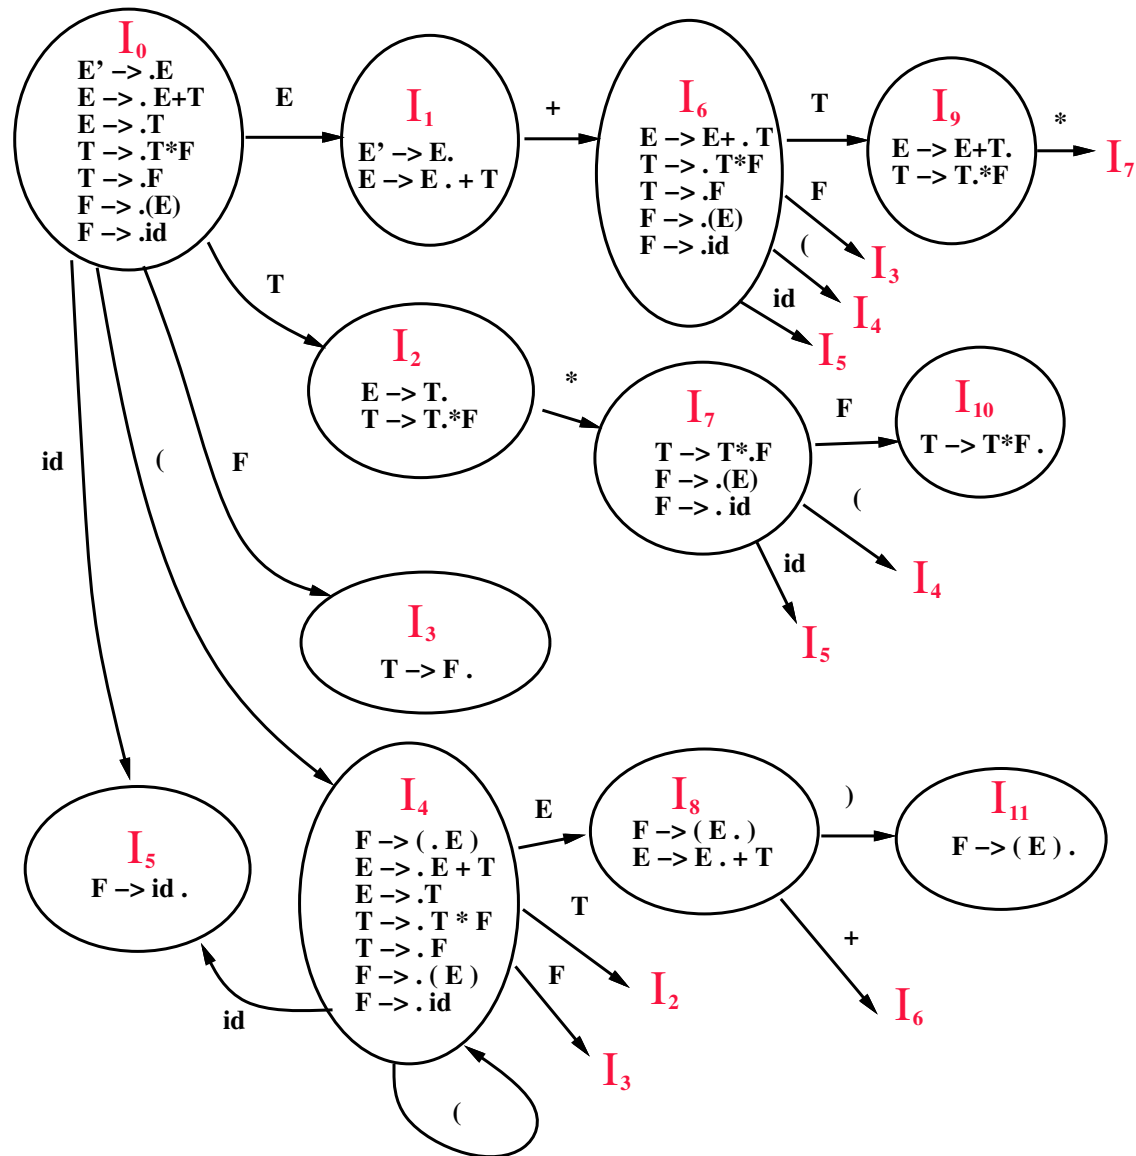 I0
E' -> .E
E -> . E+T
E -> .T
T -> .T*F
T -> .F
F -> .(E)
F -> .id
E
I1
E' -> E.
E -> E . + T
+
I6
E -> E+ . T
T -> . T*F
T -> .F
F -> .(E)
F -> .id
T
I9
E -> E+T.
T -> T.*F
*
I7
F
I3
(
I4
id
I5
T
I2
E -> T.
T -> T.*F
*
I7
T -> T*.F
F -> .(E)
F -> . id
F
I10
T -> T*F .
(
I4
id
I5
id
(
F
I3
T -> F .
I5
F -> id .
I4
F -> ( . E )
E -> . E + T
E -> .T
T -> . T * F
T -> . F
F -> . ( E )
F -> . id
E
I8
F -> ( E . )
E -> E . + T
)
I11
F -> ( E ) .
T
I2
F
I3
+
I6
id
(